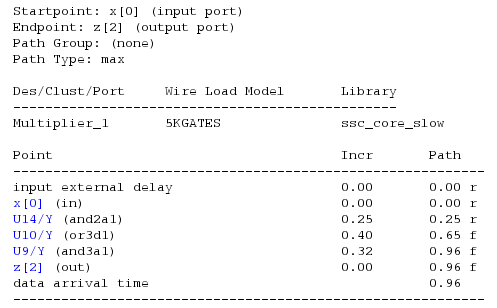 Startpoint: x[0] (input port)
Endpoint: z[2] (output port)
Path Group: (none)
Path Type: max
Des/Clust/Port Wire Load Model Library
------------------------------------------------
Multiplier_1 5KGATES ssc_core_slow
Point Incr Path
-----------------------------------------------------------
input external delay 0.00 0.00 r
x[0] (in) 0.00 0.00 r
U14/Y (and2a1) 0.25 0.25 r
U10/Y (or3d1) 0.40 0.65 f
U9/Y (and3a1) 0.32 0.96 f
z[2] (out) 0.00 0.96 f
data arrival time 0.96
-----------------------------------------------------------